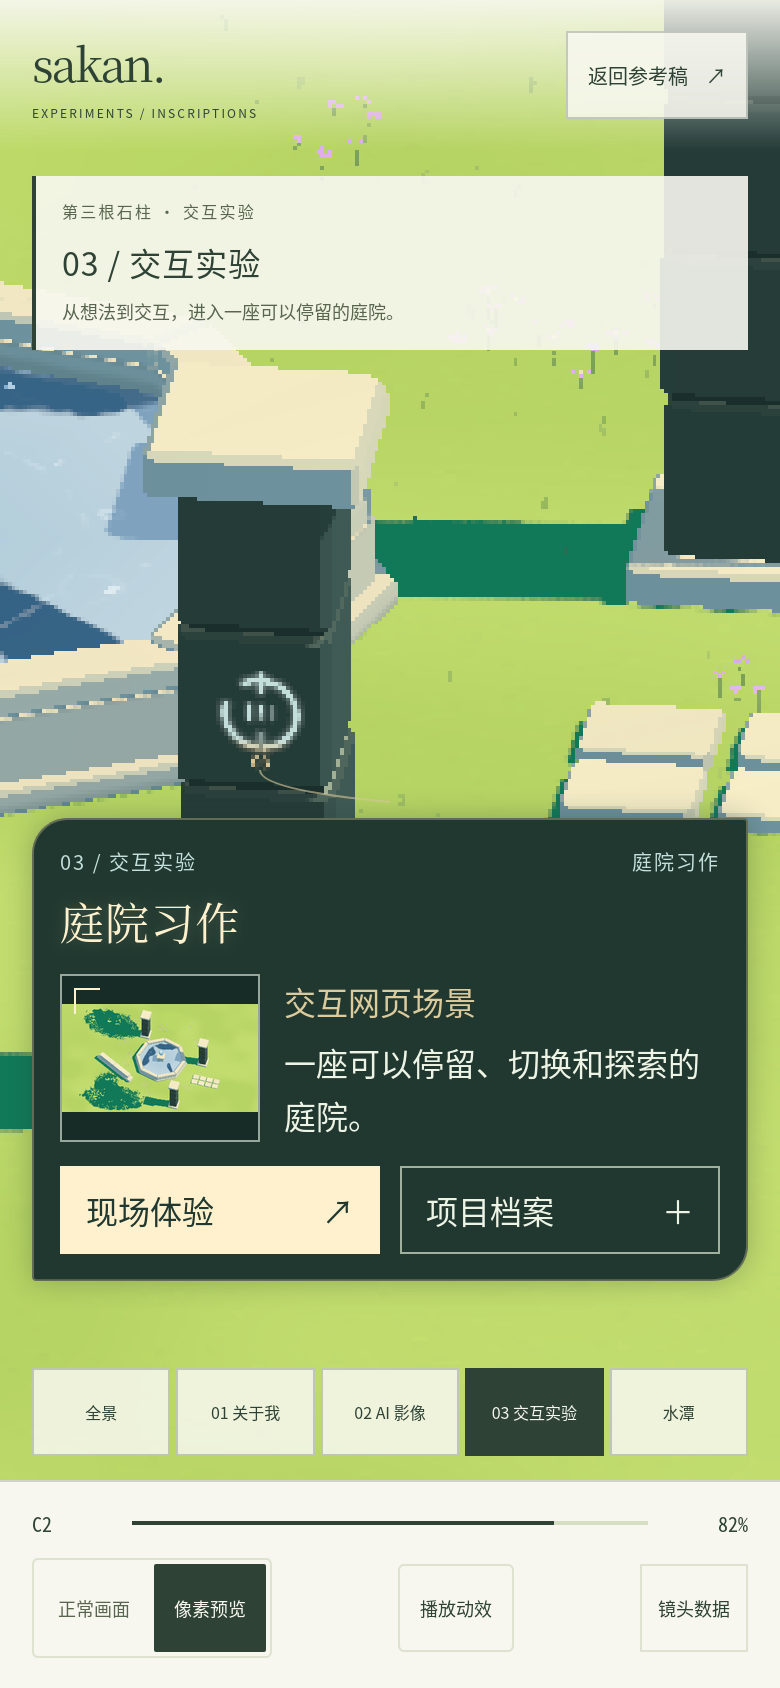 sakan.
EXPERIMENTS / INSCRIPTIONS
返回参考稿 ↗
第三根石柱 · 交互实验
03 / 交互实验
从想法到交互，进入一座可以停留的庭院。
03 / 交互实验
庭院习作
庭院习作
交互网页场景
一座可以停留、切换和探索的
庭院。
现场体验 ↗
项目档案 +
全景
01 关于我
02 AI 影像
03 交互实验
水潭
C2
82%
正常画面
像素预览
播放动效
镜头数据